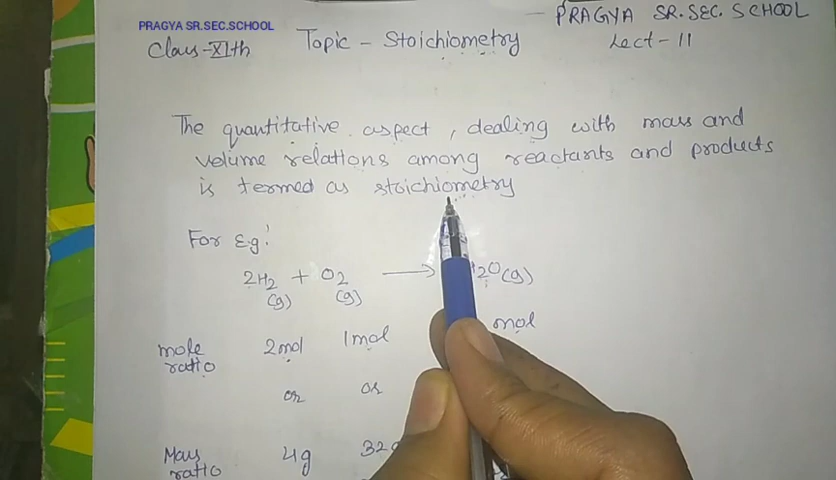 PRAGYA SR.SEC.SCHOOL
- PRAGYA SR. SEC. SCHOOL
Class-XIth Topic - Stoichiometry Lect - 11
The quantitative aspect, dealing with mass and
volume relations among reactants and products
is termed as stoichiometry
For E.g!
2H2 + O2 → 2O(g)
(g) (g)
mole ratio 2mol 1mol mol
or or
Mass ratio 4g 32